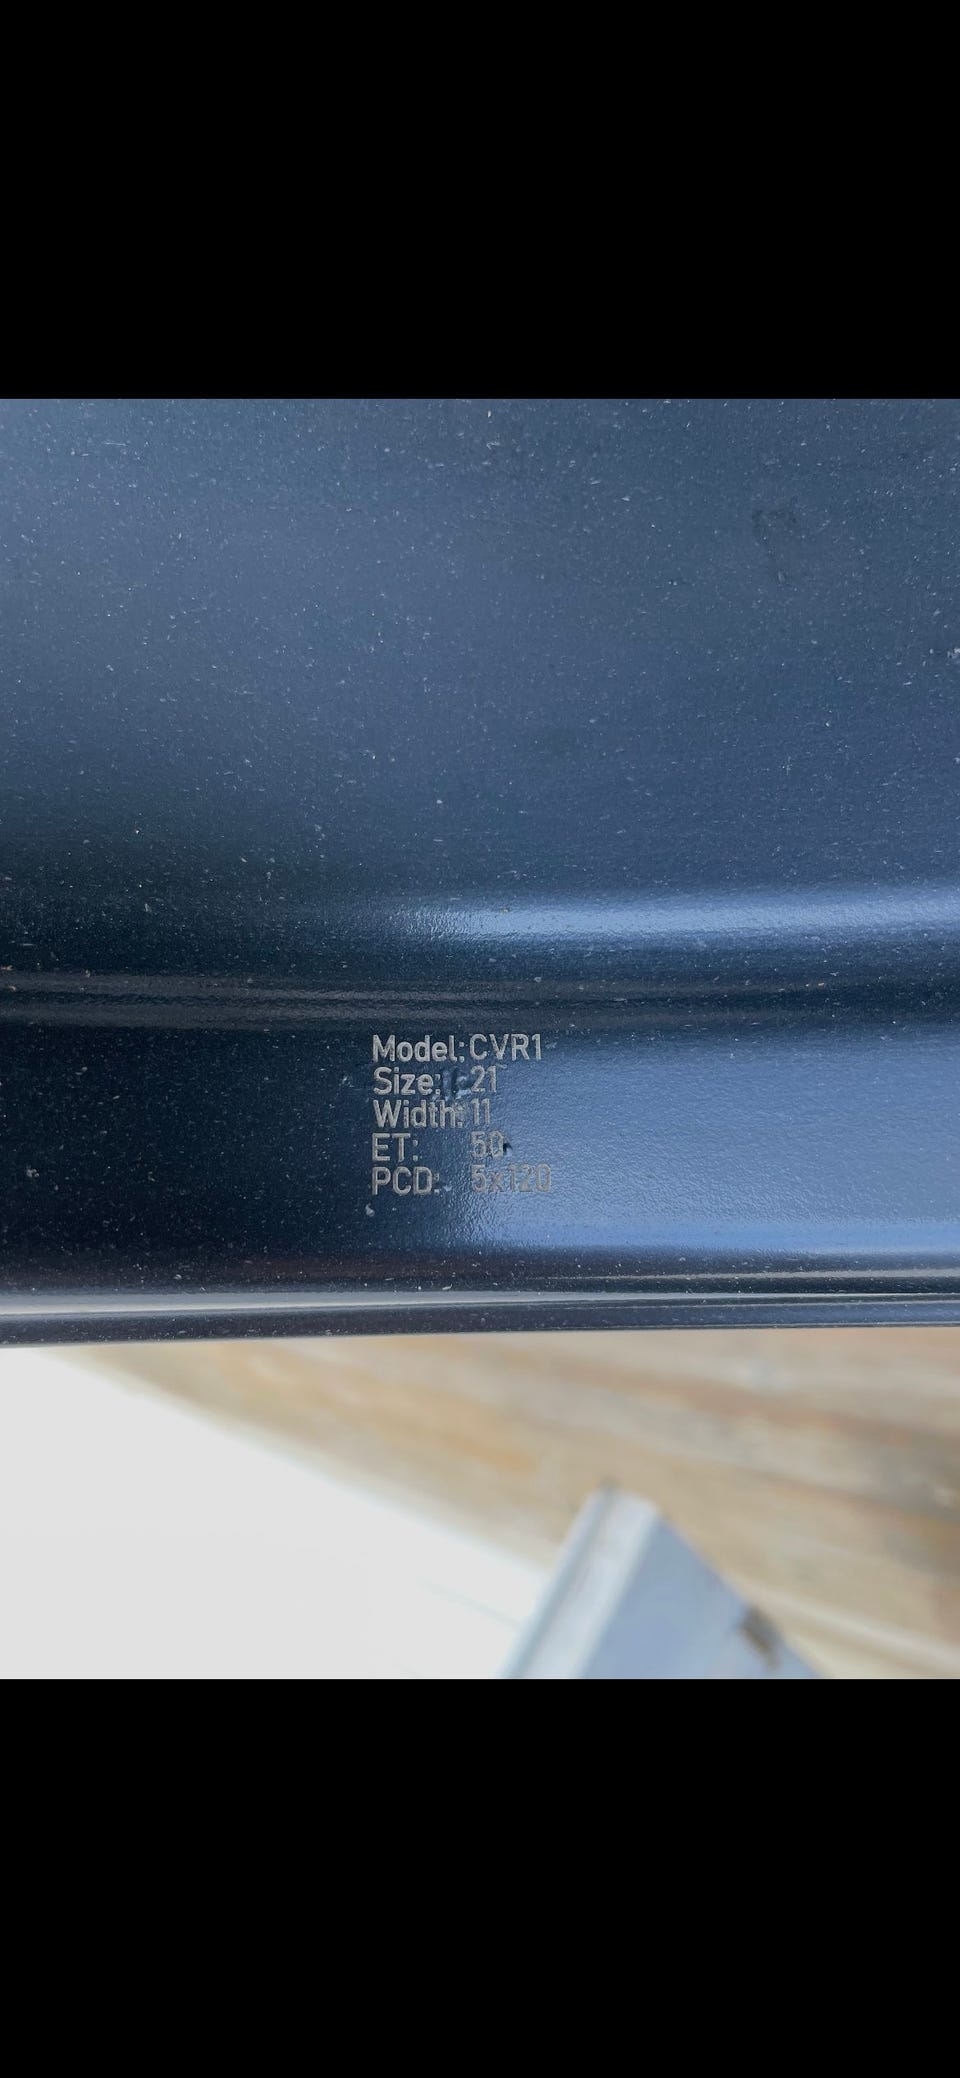 Model: CVR1
Size: 21
Width: 11
ET: 50
PCD: 5x120